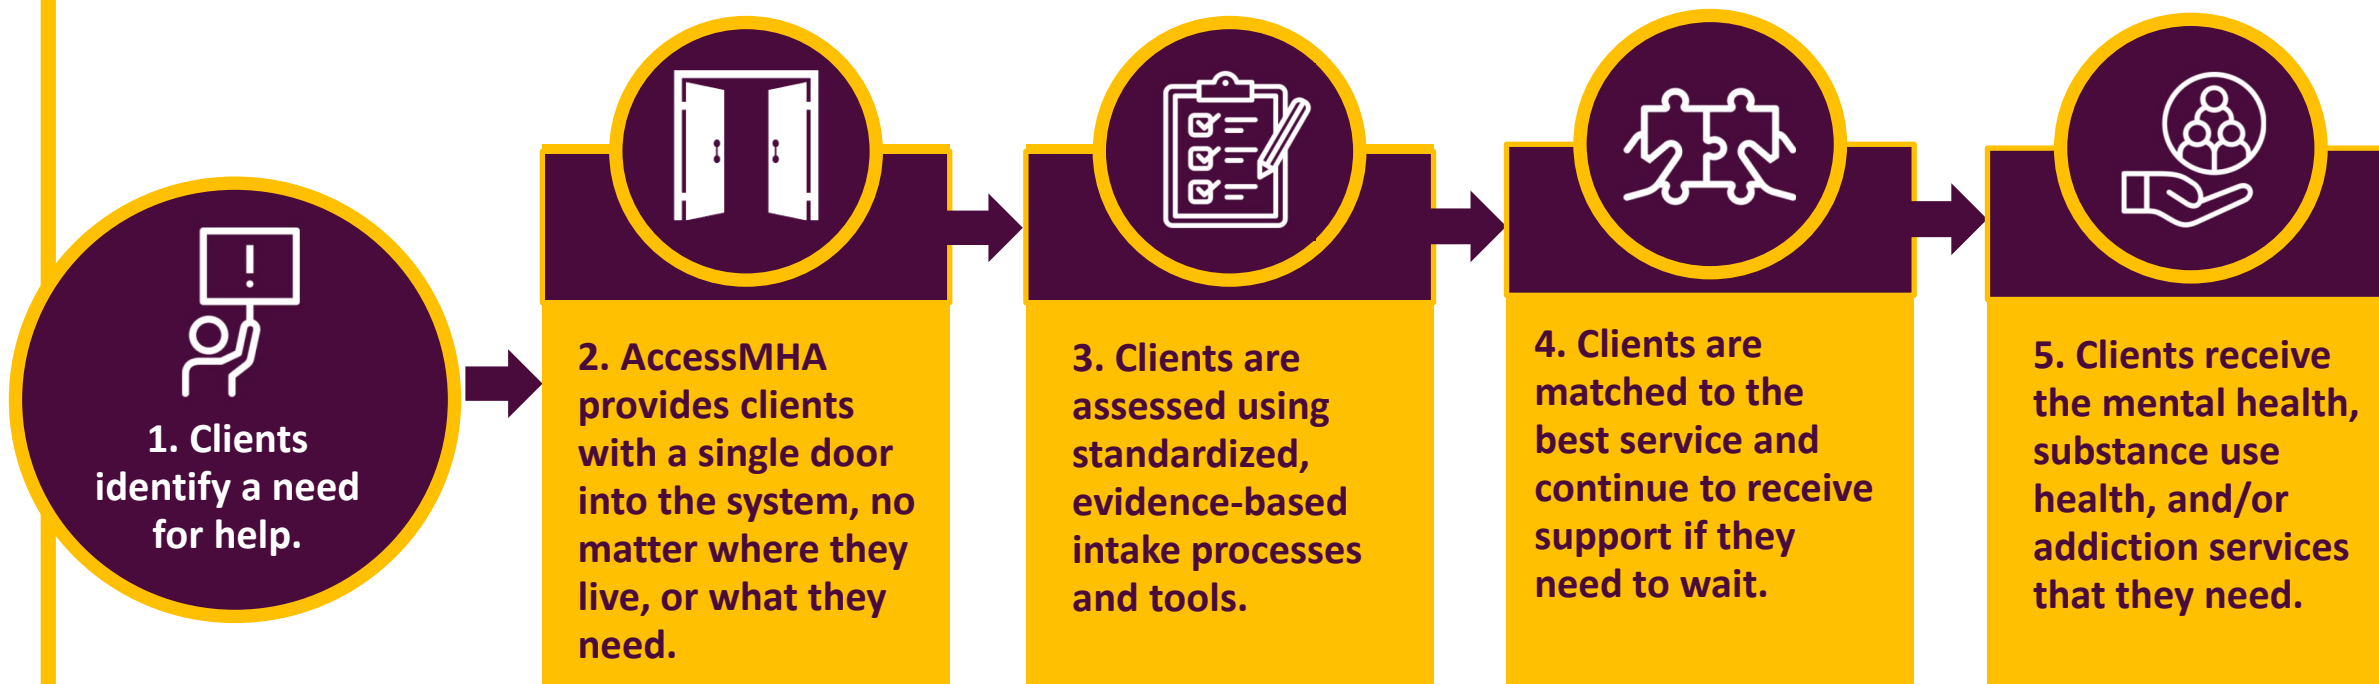 1. Clients
identify a need
for help.
2. AccessMHA
provides clients
with a single door
into the system, no
matter where they
live, or what they
need.
3. Clients are
assessed using
standardized,
evidence-based
intake processes
and tools.
4. Clients are
matched to the
best service and
continue to receive
support if they
need to wait.
5. Clients receive
the mental health,
substance use
health, and/or
addiction services
that they need.